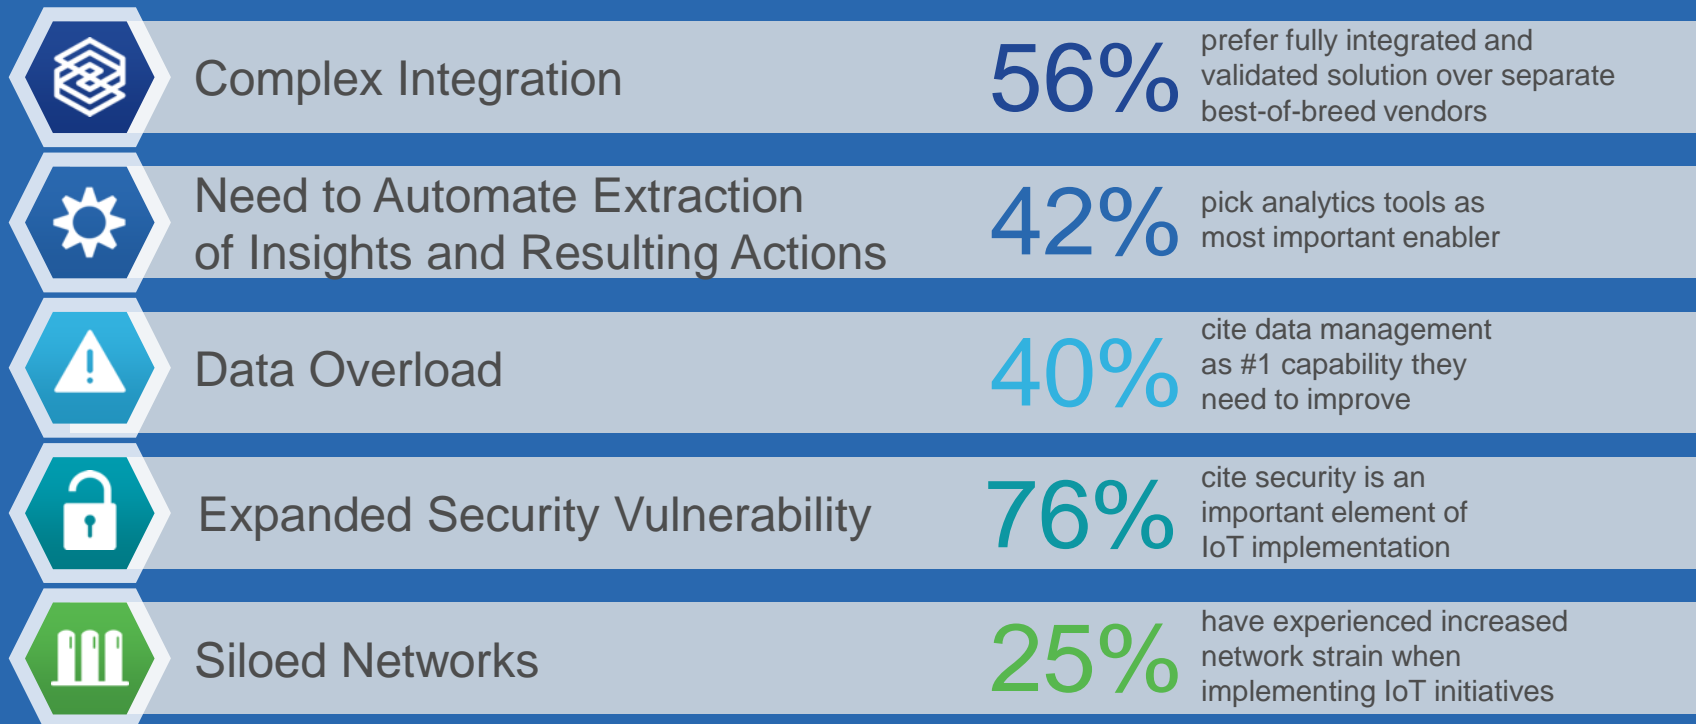 Complex Integration
56%
prefer fully integrated and
validated solution over separate
best-of-breed vendors
Need to Automate Extraction
of Insights and Resulting Actions
42%
pick analytics tools as
most important enabler
Data Overload
40%
cite data management
as #1 capability they
need to improve
Expanded Security Vulnerability
76%
cite security is an
important element of
IoT implementation
Siloed Networks
25%
have experienced increased
network strain when
implementing IoT initiatives